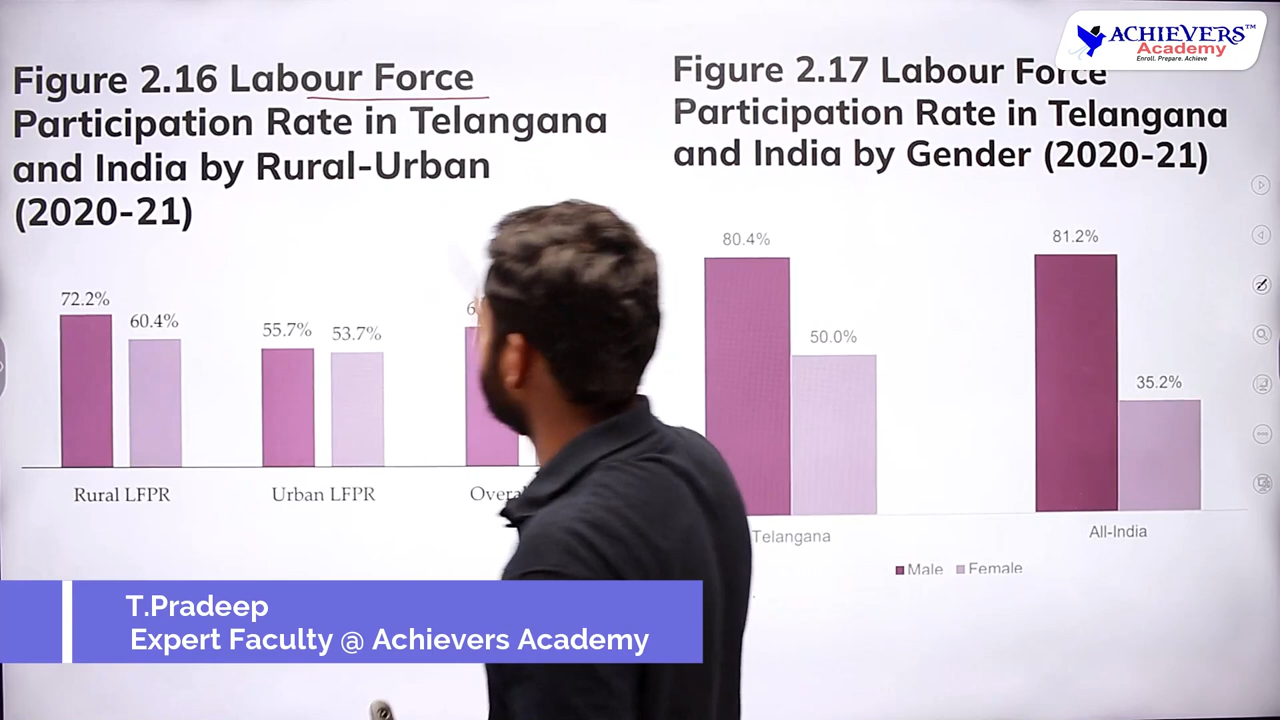 ACHIEVERS™
Academy
Enroll. Prepare. Achieve
Figure 2.16 Labour Force
Participation Rate in Telangana
and India by Rural-Urban
(2020-21)
72.2%
60.4%
55.7%
53.7%
Rural LFPR
Urban LFPR
Figure 2.17 Labour Force
Participation Rate in Telangana
and India by Gender (2020-21)
80.4%
50.0%
81.2%
35.2%
Telangana
All-India
Male
Female
T.Pradeep
Expert Faculty @ Achievers Academy